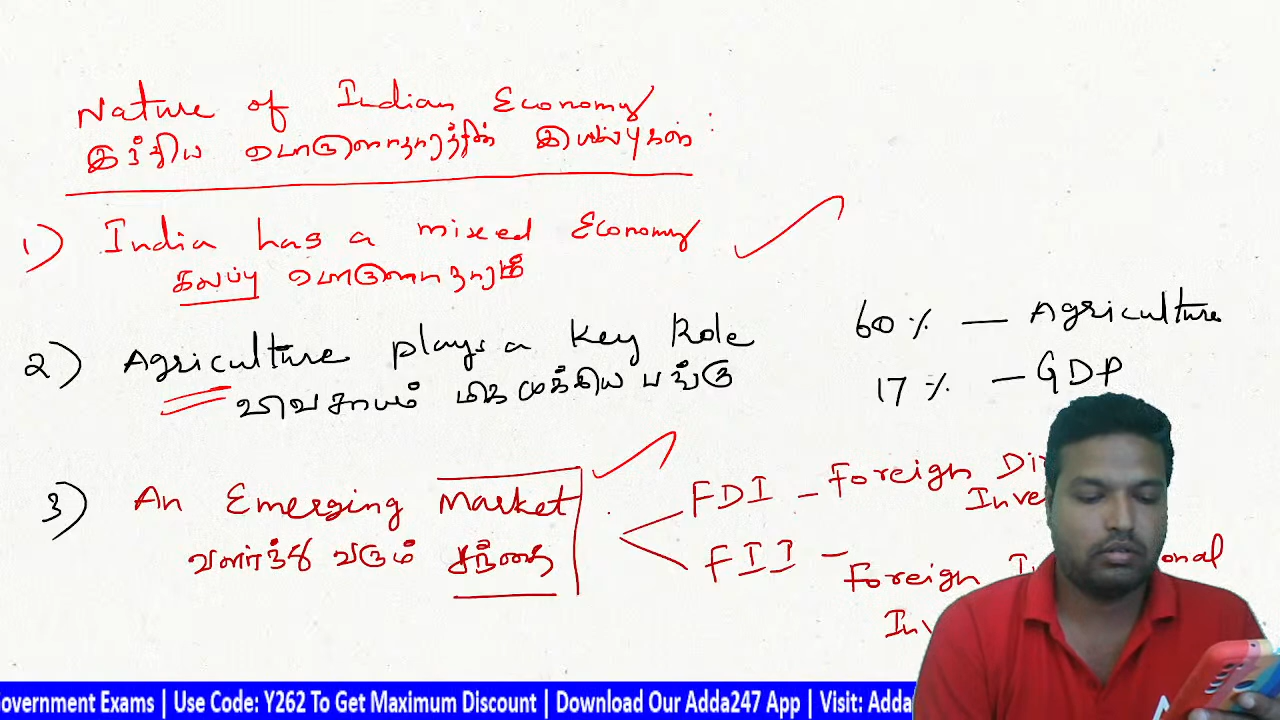 Nature of Indian Economy
இந்திய பொருளாதாரத்தின் இயல்புகள் :
1) India has a mixed Economy
கலப்பு பொருளாதாரம்
2) Agriculture plays a Key Role
விவசாயம் மிக முக்கிய பங்கு
60% — Agriculture
17% — GDP
3) An Emerging Market
வளர்ந்து வரும் சந்தை
FDI – Foreign
FII – Foreign
overnment Exams | Use Code: Y262 To Get Maximum Discount | Download Our Adda247 App | Visit: Adda